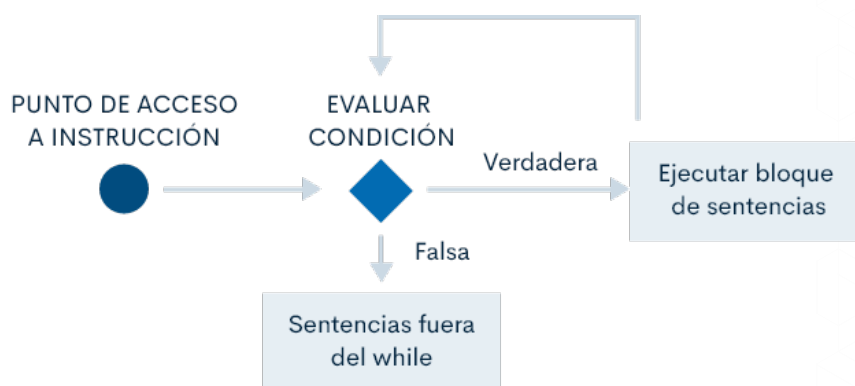 PUNTO DE ACCESO
A INSTRUCCIÓN
EVALUAR
CONDICIÓN
Verdadera
Ejecutar bloque
de sentencias
Falsa
Sentencias fuera
del while